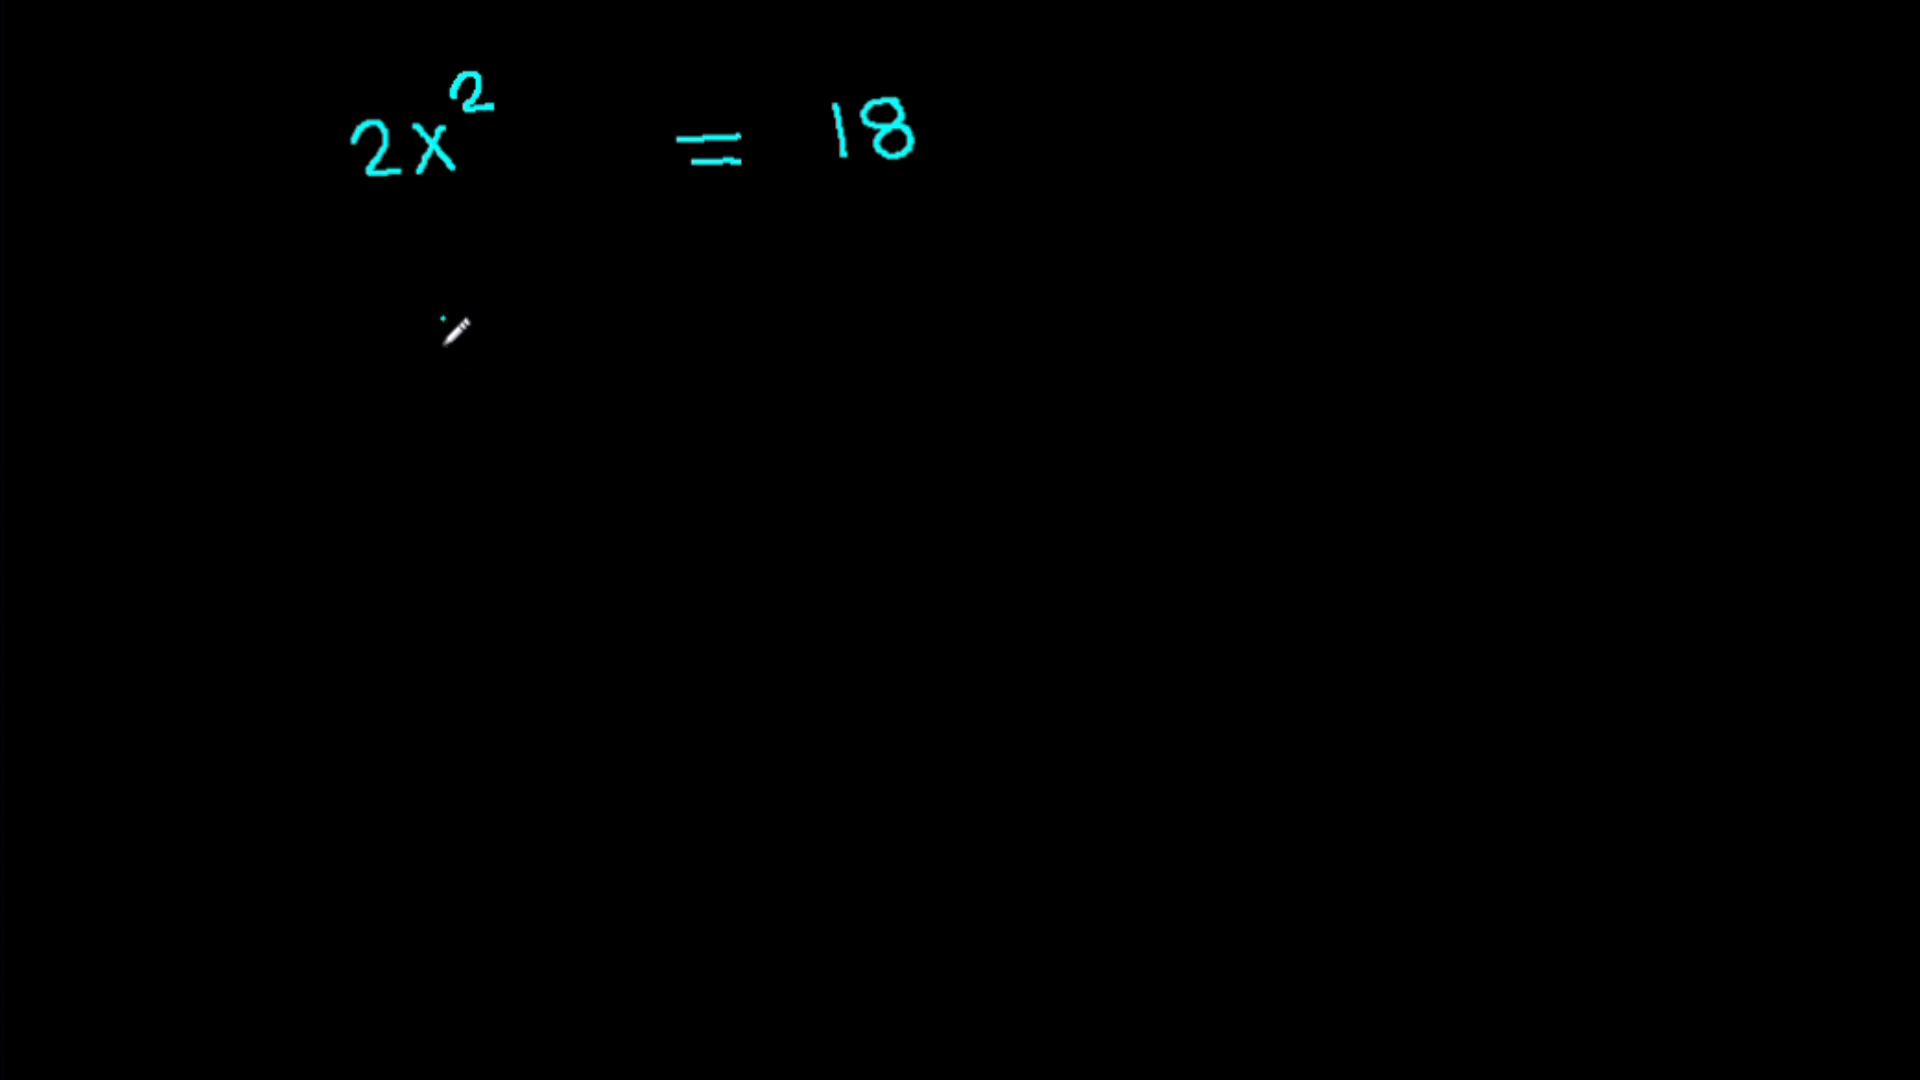 2x² = 18